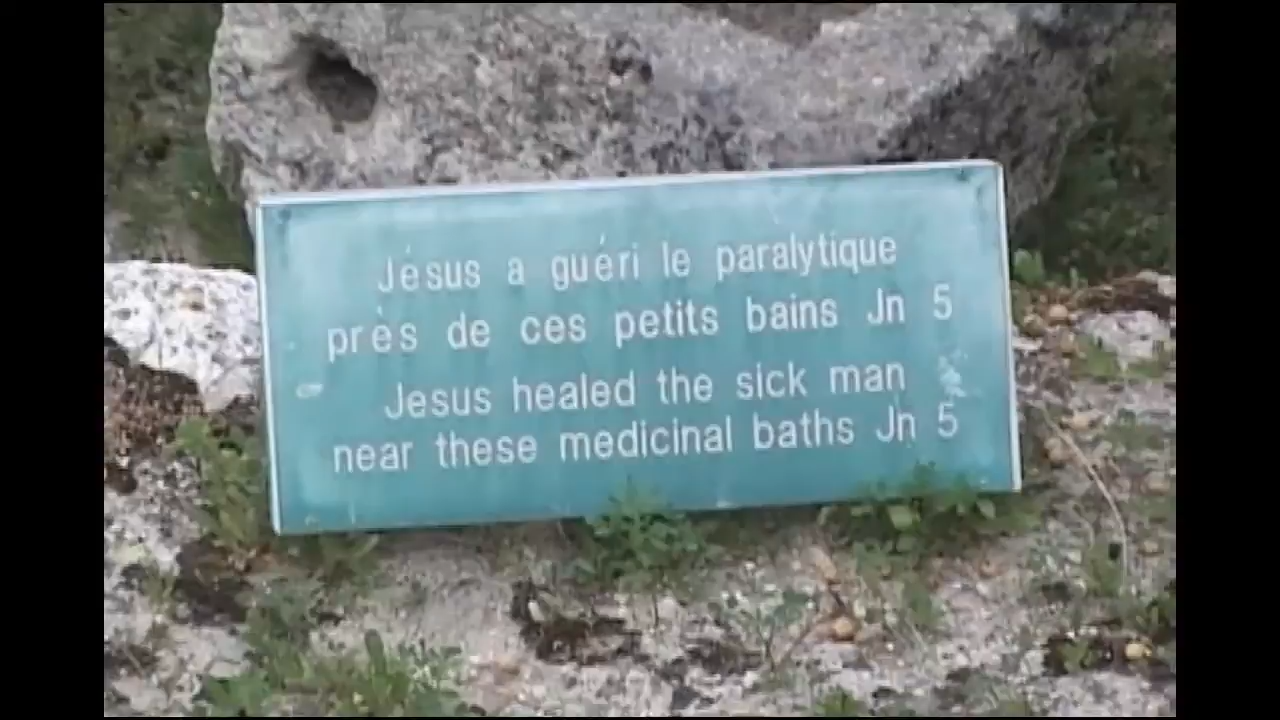 Jésus a guéri le paralytique
près de ces petits bains Jn 5
Jesus healed the sick man
near these medicinal baths Jn 5